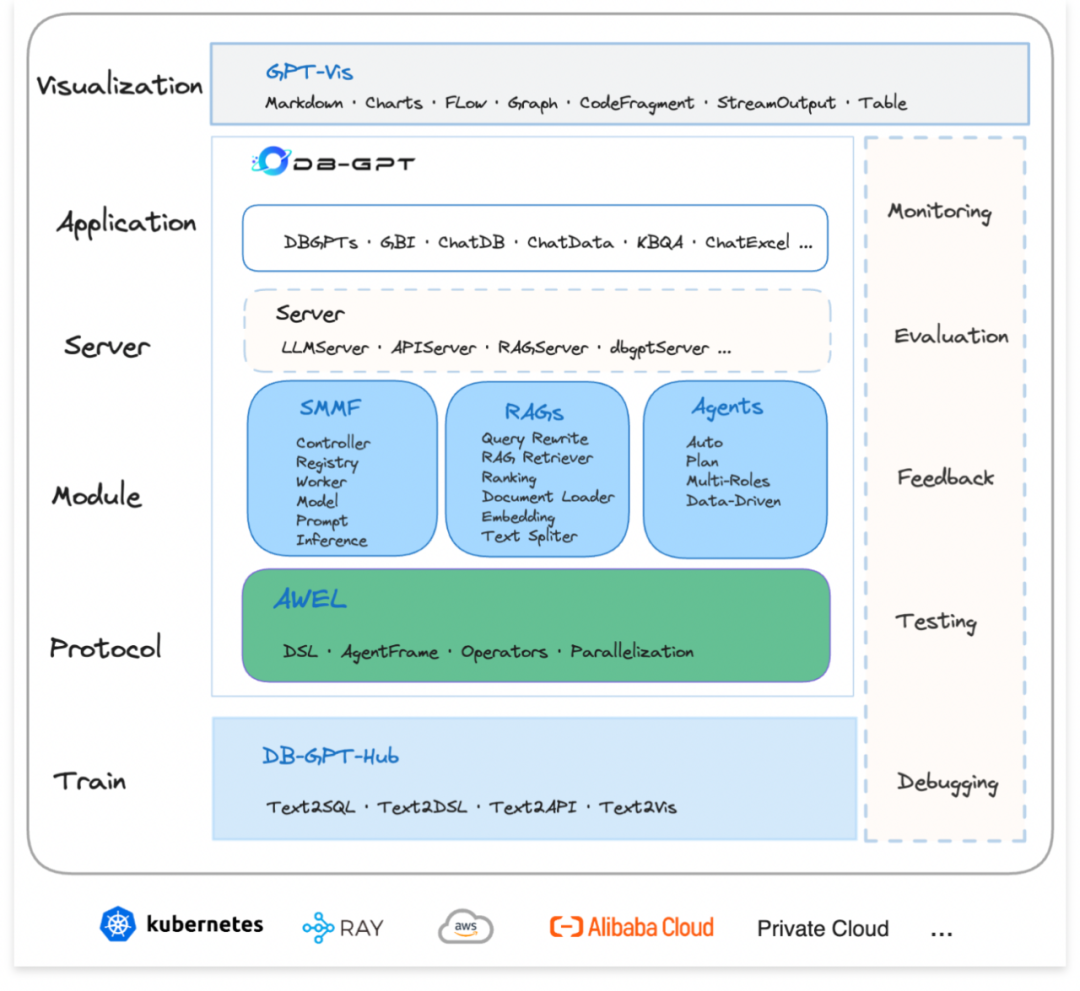 Visualization
GPT-Vis
Markdown · Charts · FLow · Graph · CodeFragment · StreamOutput · Table
DB-GPT
Application
DBGPTs · GBI · ChatDB · ChatData · KBQA · ChatExcel ...
Server
Server
LLMServer · APIServer · RAGServer · dbgptServer ...
Module
SMMF
Controller
Registry
Worker
Model
Prompt
Inference
RAGs
Query Rewrite
RAG Retriever
Ranking
Document Loader
Embedding
Text Spliter
Agents
Auto
Plan
Multi-Roles
Data-Driven
Protocol
AWEL
DSL · AgentFrame · Operators · Parallelization
Train
DB-GPT-Hub
Text2SQL · Text2DSL · Text2API · Text2Vis
Monitoring
Evaluation
Feedback
Testing
Debugging
kubernetes
RAY
aws
Alibaba Cloud
Private Cloud
...